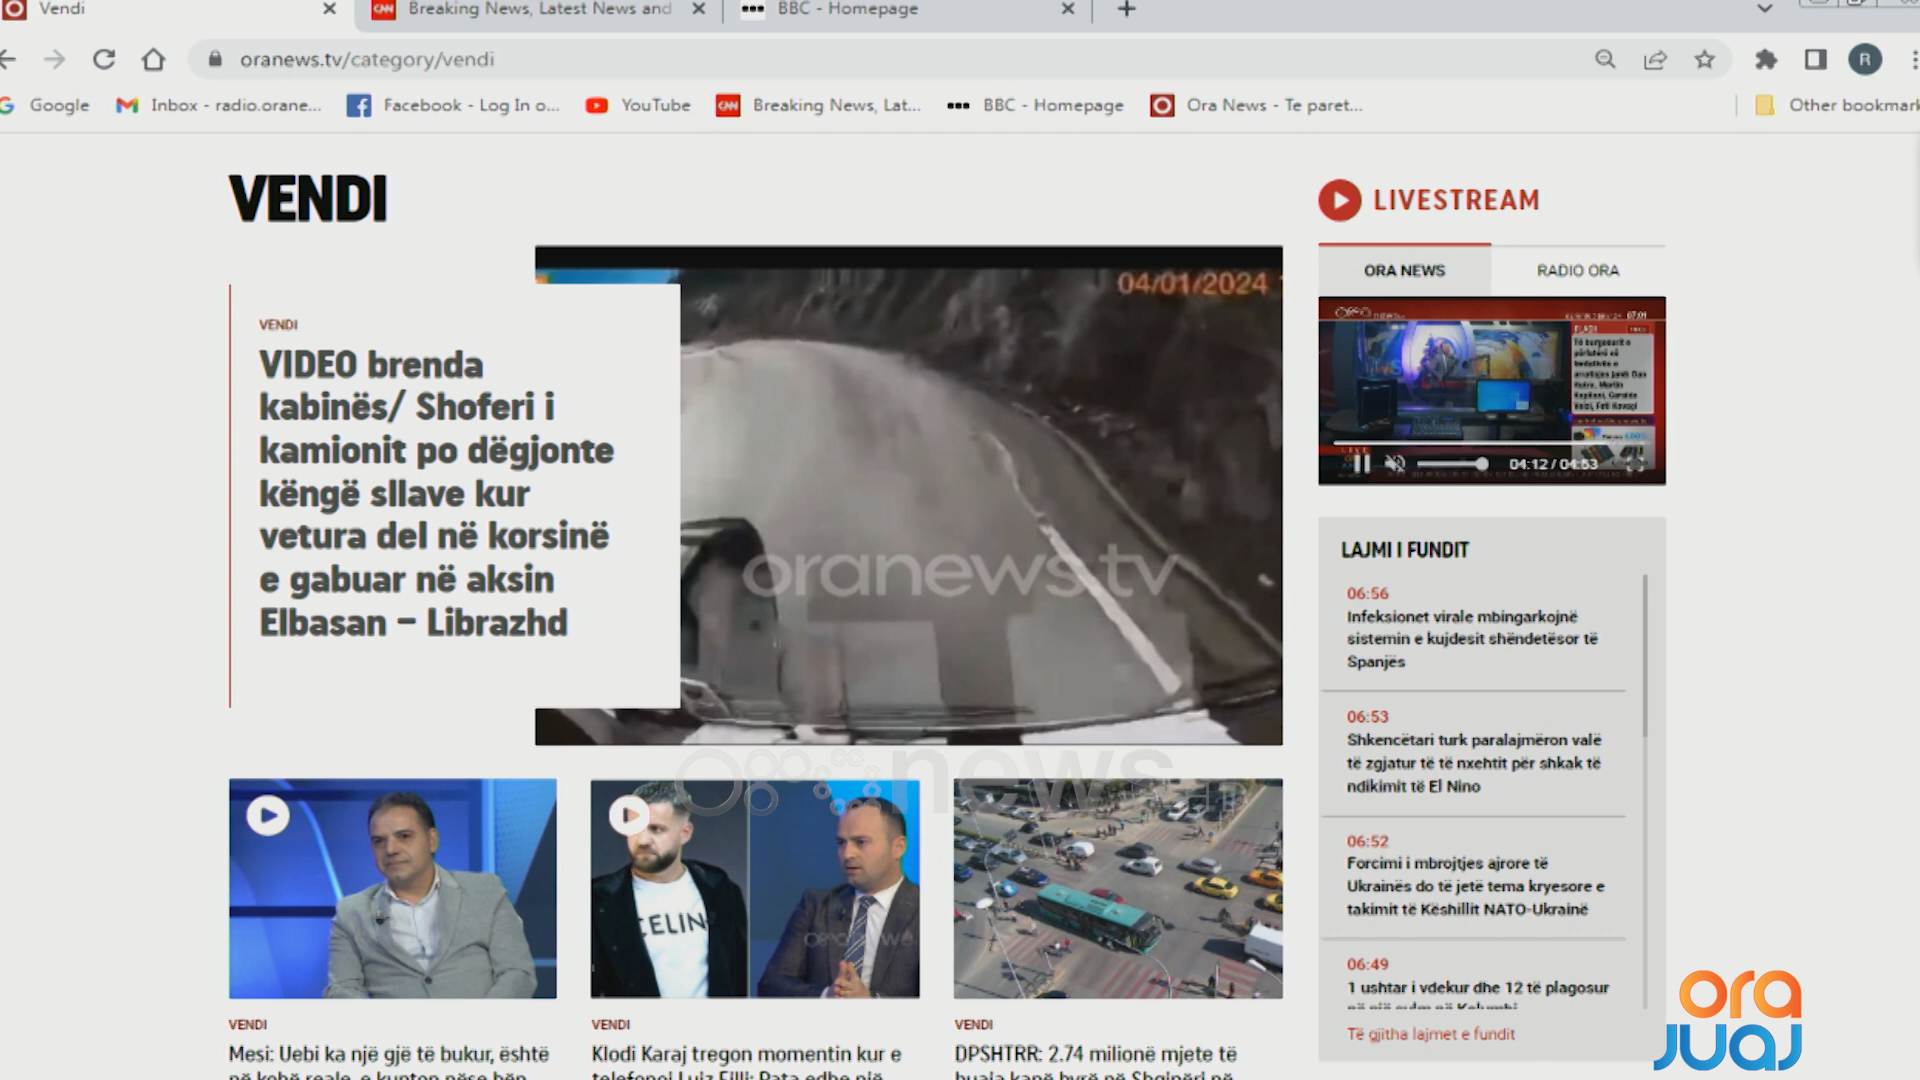 Vendi
Breaking News, Latest News and
BBC - Homepage
oranews.tv/category/vendi
R
Google
Inbox - radio.orane...
Facebook - Log In o...
YouTube
CNN
Breaking News, Lat...
BBC - Homepage
Ora News - Te paret...
Other bookmark
VENDI
VENDI
VIDEO brenda
kabinës/ Shoferi i
kamionit po dëgjonte
këngë sllave kur
vetura del në korsinë
e gabuar në aksin
Elbasan – Librazhd
04/01/2024
oranews.tv
news
LIVESTREAM
ORA NEWS
RADIO ORA
07:01
04:12 / 04:53
LAJMI I FUNDIT
06:56
Infeksionet virale mbingarkojnë
sistemin e kujdesit shëndetësor të
Spanjës
06:53
Shkencëtari turk paralajmëron valë
të zgjatur të të nxehtit për shkak të
ndikimit të El Nino
06:52
Forcimi i mbrojtjes ajrore të
Ukrainës do të jetë tema kryesore e
takimit të Këshillit NATO-Ukrainë
06:49
1 ushtar i vdekur dhe 12 të plagosur
Të gjitha lajmet e fundit
CELIN
VENDI
Mesi: Uebi ka një gjë të bukur, është
VENDI
Klodi Karaj tregon momentin kur e
VENDI
DPSHTRR: 2.74 milionë mjete të
ora
JUAJ